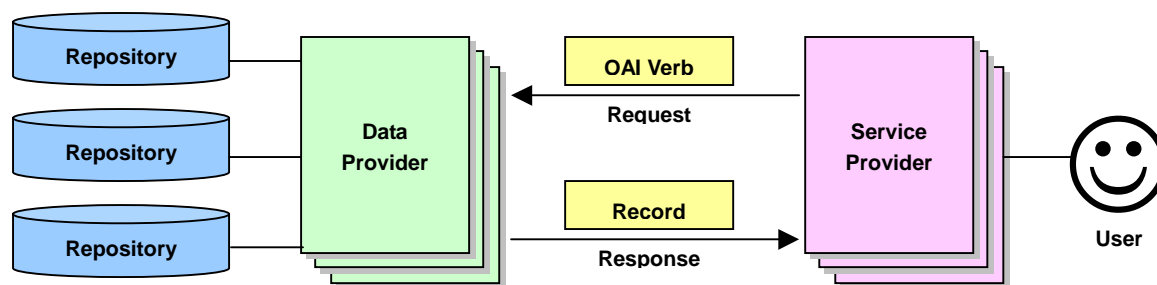 Repository
Repository
Repository
Data
Provider
OAI Verb
Request
Record
Response
Service
Provider
User